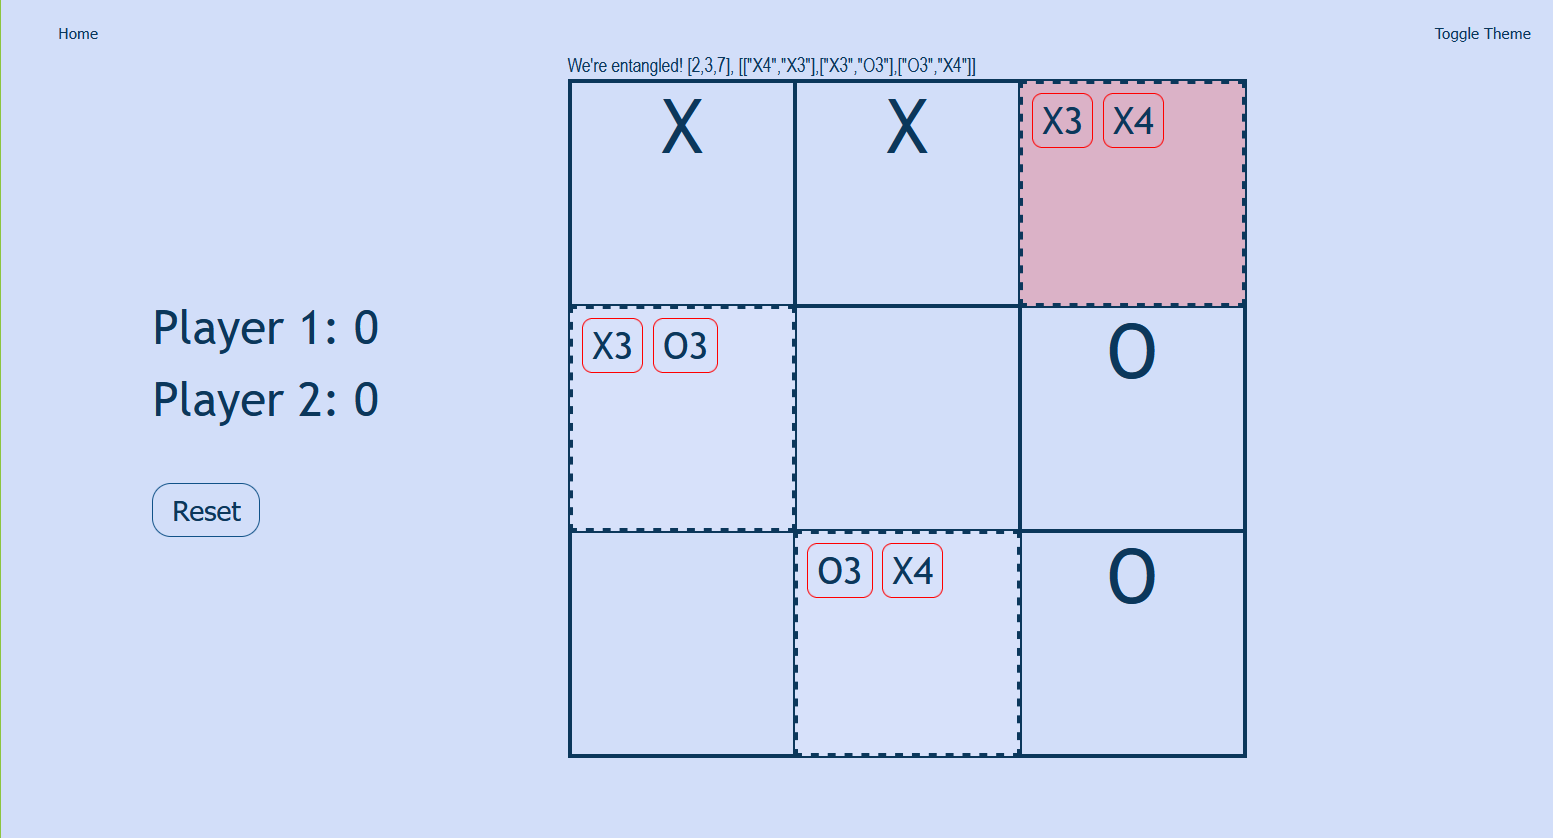 Home
Toggle Theme
We're entangled! [2,3,7], [["X4","X3"],["X3","O3"],["O3","X4"]]
X
X
X3 X4
Player 1: 0
X3 O3
O
Player 2: 0
Reset
O3 X4
O